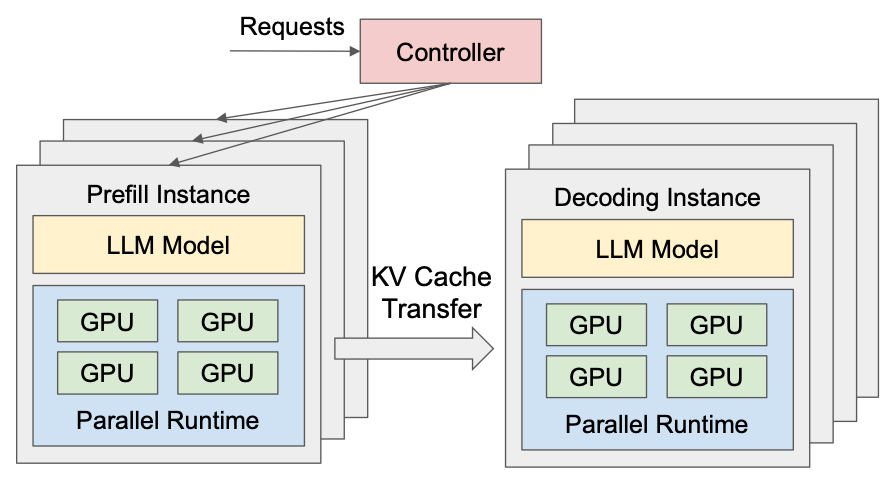 Requests
Controller
Prefill Instance
LLM Model
GPU GPU
GPU GPU
Parallel Runtime
KV Cache
Transfer
Decoding Instance
LLM Model
GPU GPU
GPU GPU
Parallel Runtime